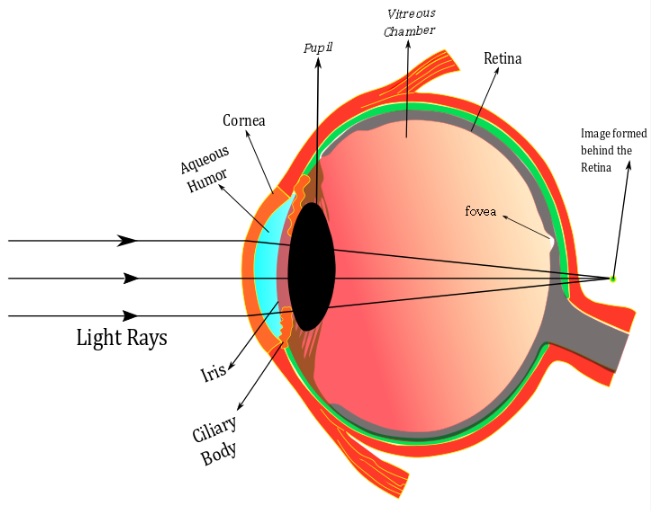 Vitreous
Chamber
Pupil
Retina
Cornea
Image formed
behind the
Retina
Aqueous
Humor
fovea
Light Rays
Iris
Ciliary
Body